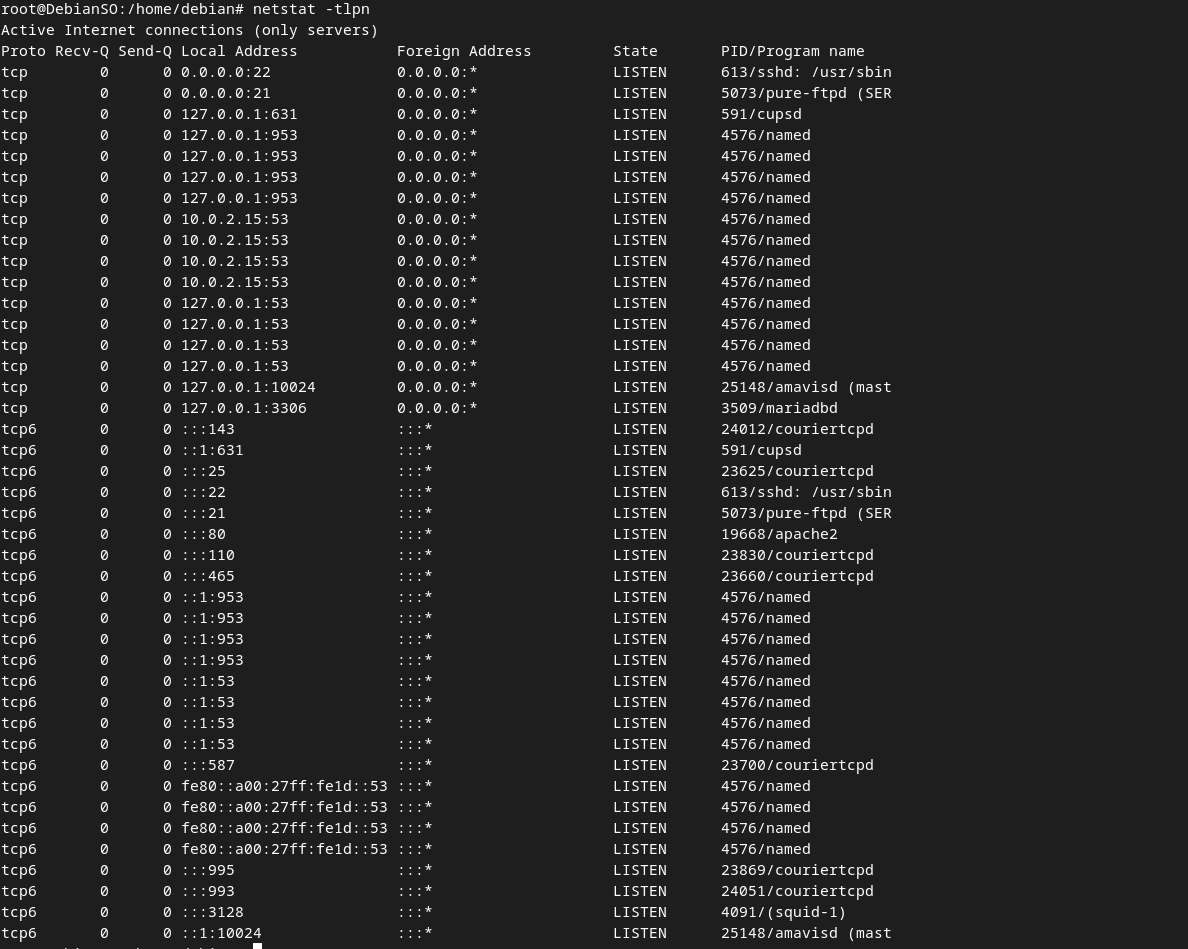 root@DebianSO:/home/debian# netstat -tlpn
Active Internet connections (only servers)
Proto Recv-Q Send-Q Local Address           Foreign Address         State       PID/Program name
tcp        0      0 0.0.0.0:22              0.0.0.0:*               LISTEN      613/sshd: /usr/sbin
tcp        0      0 0.0.0.0:21              0.0.0.0:*               LISTEN      5073/pure-ftpd (SER
tcp        0      0 127.0.0.1:631           0.0.0.0:*               LISTEN      591/cupsd
tcp        0      0 127.0.0.1:953           0.0.0.0:*               LISTEN      4576/named
tcp        0      0 127.0.0.1:953           0.0.0.0:*               LISTEN      4576/named
tcp        0      0 127.0.0.1:953           0.0.0.0:*               LISTEN      4576/named
tcp        0      0 127.0.0.1:953           0.0.0.0:*               LISTEN      4576/named
tcp        0      0 10.0.2.15:53            0.0.0.0:*               LISTEN      4576/named
tcp        0      0 10.0.2.15:53            0.0.0.0:*               LISTEN      4576/named
tcp        0      0 10.0.2.15:53            0.0.0.0:*               LISTEN      4576/named
tcp        0      0 10.0.2.15:53            0.0.0.0:*               LISTEN      4576/named
tcp        0      0 127.0.0.1:53            0.0.0.0:*               LISTEN      4576/named
tcp        0      0 127.0.0.1:53            0.0.0.0:*               LISTEN      4576/named
tcp        0      0 127.0.0.1:53            0.0.0.0:*               LISTEN      4576/named
tcp        0      0 127.0.0.1:53            0.0.0.0:*               LISTEN      4576/named
tcp        0      0 127.0.0.1:10024         0.0.0.0:*               LISTEN      25148/amavisd (mast
tcp        0      0 127.0.0.1:3306          0.0.0.0:*               LISTEN      3509/mariadbd
tcp6       0      0 :::143                  :::*                    LISTEN      24012/couriertcpd
tcp6       0      0 ::1:631                 :::*                    LISTEN      591/cupsd
tcp6       0      0 :::25                   :::*                    LISTEN      23625/couriertcpd
tcp6       0      0 :::22                   :::*                    LISTEN      613/sshd: /usr/sbin
tcp6       0      0 :::21                   :::*                    LISTEN      5073/pure-ftpd (SER
tcp6       0      0 :::80                   :::*                    LISTEN      19668/apache2
tcp6       0      0 :::110                  :::*                    LISTEN      23830/couriertcpd
tcp6       0      0 :::465                  :::*                    LISTEN      23660/couriertcpd
tcp6       0      0 ::1:953                 :::*                    LISTEN      4576/named
tcp6       0      0 ::1:953                 :::*                    LISTEN      4576/named
tcp6       0      0 ::1:953                 :::*                    LISTEN      4576/named
tcp6       0      0 ::1:953                 :::*                    LISTEN      4576/named
tcp6       0      0 ::1:53                  :::*                    LISTEN      4576/named
tcp6       0      0 ::1:53                  :::*                    LISTEN      4576/named
tcp6       0      0 ::1:53                  :::*                    LISTEN      4576/named
tcp6       0      0 ::1:53                  :::*                    LISTEN      4576/named
tcp6       0      0 :::587                  :::*                    LISTEN      23700/couriertcpd
tcp6       0      0 fe80::a00:27ff:fe1d::53 :::*                    LISTEN      4576/named
tcp6       0      0 fe80::a00:27ff:fe1d::53 :::*                    LISTEN      4576/named
tcp6       0      0 fe80::a00:27ff:fe1d::53 :::*                    LISTEN      4576/named
tcp6       0      0 fe80::a00:27ff:fe1d::53 :::*                    LISTEN      4576/named
tcp6       0      0 :::995                  :::*                    LISTEN      23869/couriertcpd
tcp6       0      0 :::993                  :::*                    LISTEN      24051/couriertcpd
tcp6       0      0 :::3128                 :::*                    LISTEN      4091/(squid-1)
tcp6       0      0 ::1:10024               :::*                    LISTEN      25148/amavisd (mast